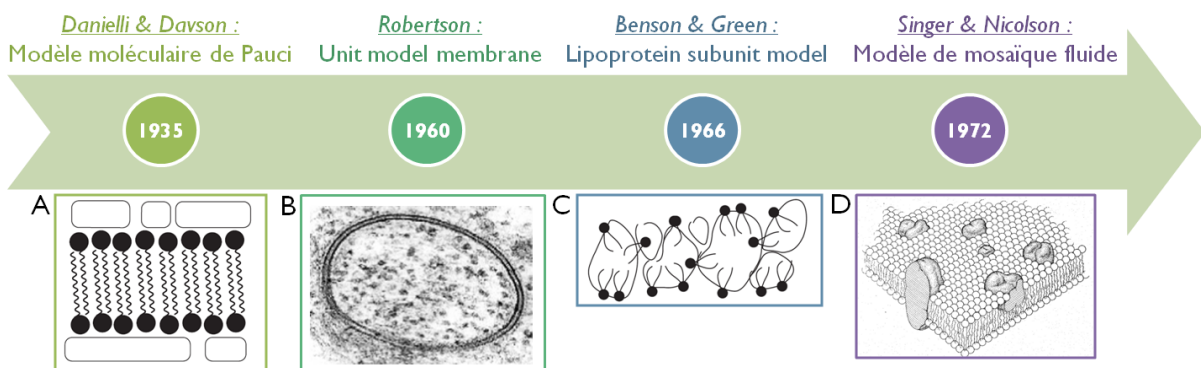 Danielli & Davson :
Modèle moléculaire de Pauci
Robertson :
Unit model membrane
Benson & Green :
Lipoprotein subunit model
Singer & Nicolson :
Modèle de mosaïque fluide
1935
1960
1966
1972
A
B
C
D